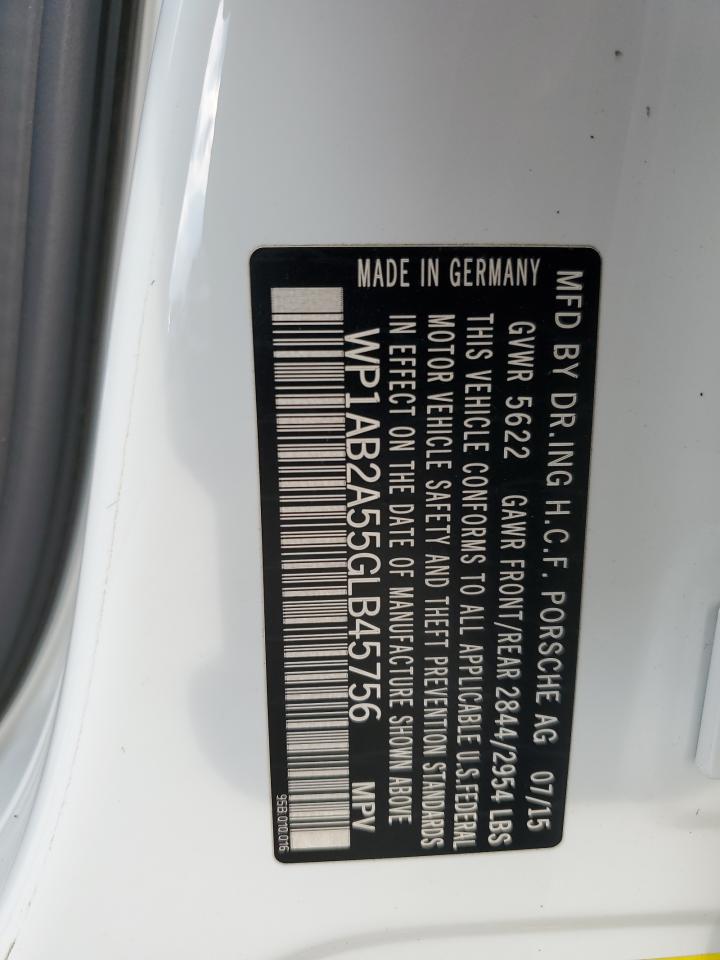 MFD BY DR.ING H.C.F. PORSCHE AG 07/15
GVWR 5622 GAWR FRONT/REAR 2844/2954 LBS
THIS VEHICLE CONFORMS TO ALL APPLICABLE U.S.FEDERAL
MOTOR VEHICLE SAFETY AND THEFT PREVENTION STANDARDS
IN EFFECT ON THE DATE OF MANUFACTURE SHOWN ABOVE
MADE IN GERMANY
WP1AB2A55GLB45756 MPV
95B.010.016